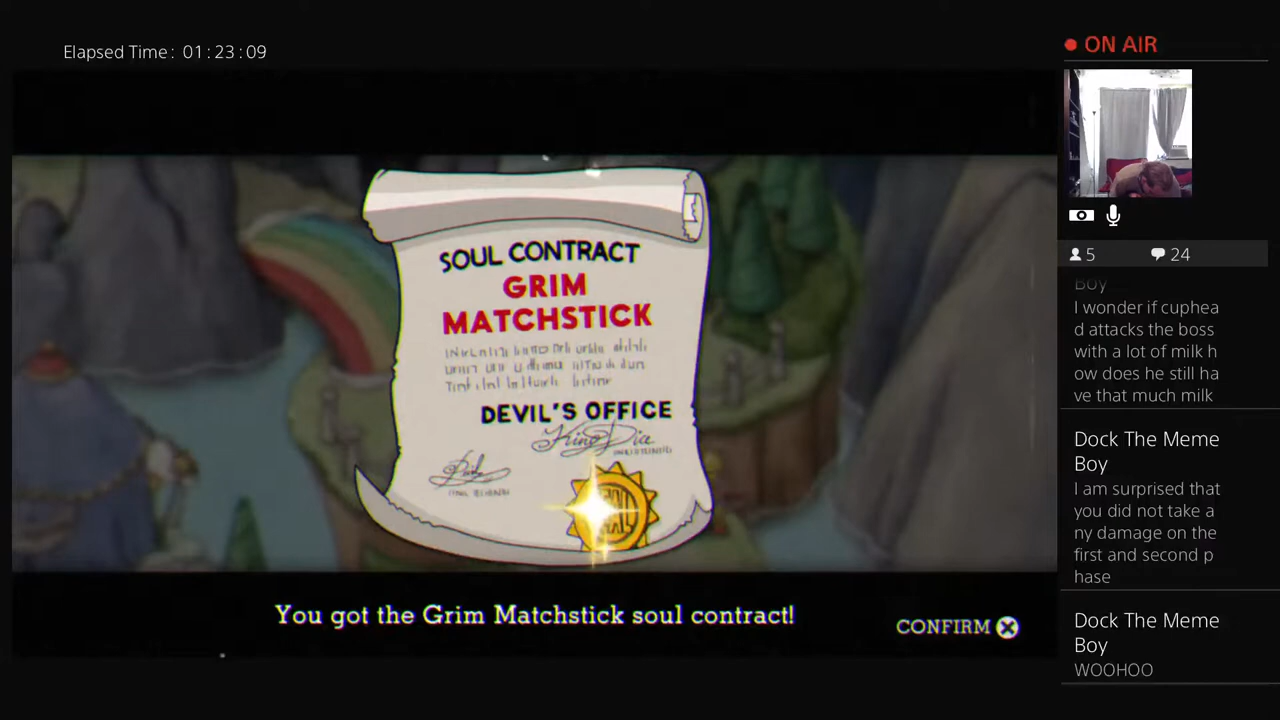 Elapsed Time: 01:23:09
ON AIR
5
24
Boy
I wonder if cuphea
d attacks the boss
with a lot of milk h
ow does he still ha
ve that much milk
Dock The Meme
Boy
I am surprised that
you did not take a
ny damage on the
first and second p
hase
Dock The Meme
Boy
WOOHOO
SOUL CONTRACT
GRIM
MATCHSTICK
DEVIL'S OFFICE
King Dice
You got the Grim Matchstick soul contract!
CONFIRM